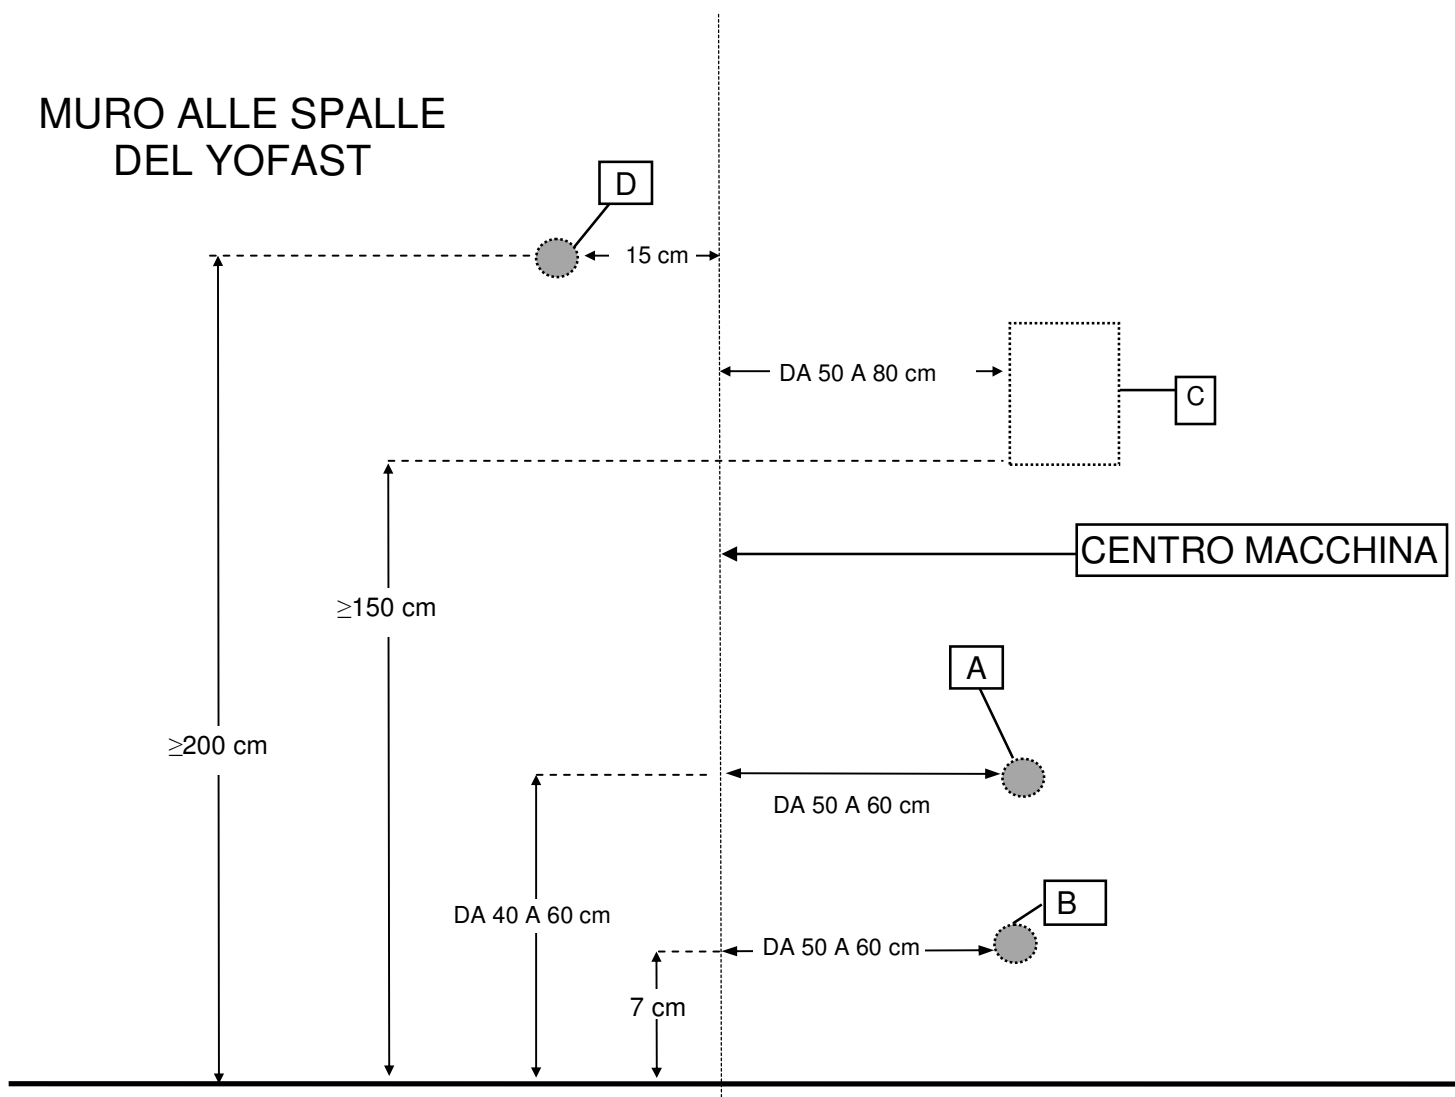 MURO ALLE SPALLE
DEL YOFAST
D
15 cm
DA 50 A 80 cm
C
CENTRO MACCHINA
≥150 cm
A
≥200 cm
DA 50 A 60 cm
B
DA 40 A 60 cm
DA 50 A 60 cm
7 cm